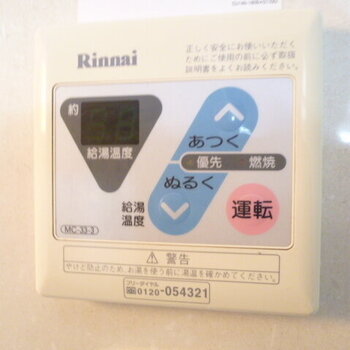 Rinnai
正しく安全にお使いいただく
ためにご使用の前に必ず取扱
説明書をよくお読みください。
約
給湯温度
あつく
優先 燃焼
ぬるく
給湯
温度
運転
MC-33-3
警告
やけど防止のため、お湯を使う前に湯温を確かめてください。
フリーダイヤル
0120-054321